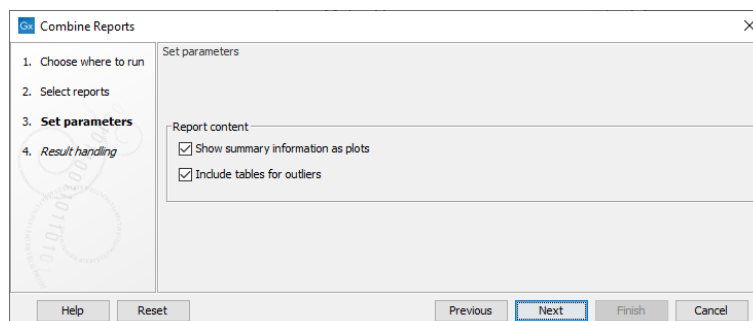 Gx Combine Reports
1. Choose where to run
2. Select reports
3. Set parameters
4. Result handling
Set parameters
Report content
Show summary information as plots
Include tables for outliers
Help
Reset
Previous
Next
Finish
Cancel